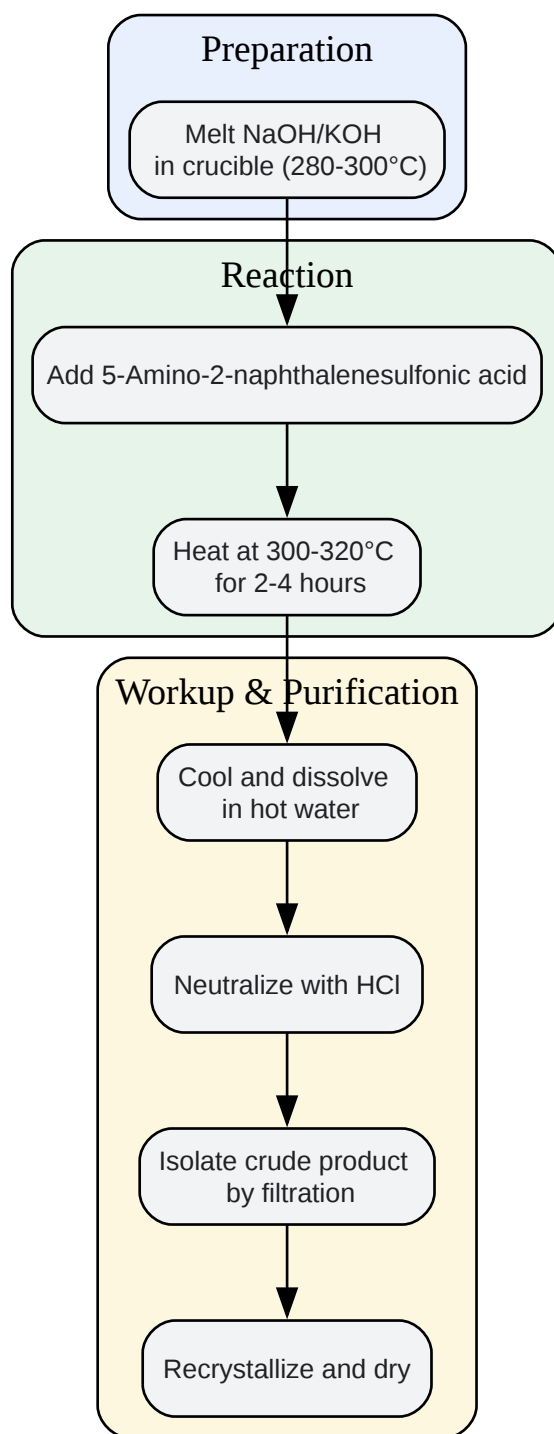 Preparation
Melt NaOH/KOH
in crucible (280-300°C)
Reaction
Add 5-Amino-2-naphthalenesulfonic acid
Heat at 300-320°C
for 2-4 hours
Workup & Purification
Cool and dissolve
in hot water
Neutralize with HCl
Isolate crude product
by filtration
Recrystallize and dry